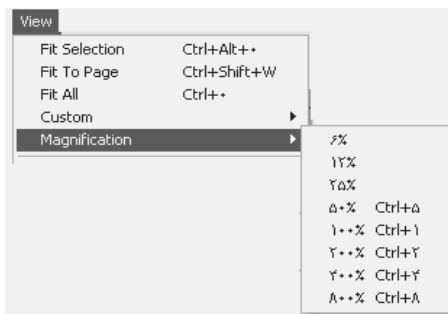 View
Fit Selection Ctrl+Alt+۰
Fit To Page Ctrl+Shift+W
Fit All Ctrl+۰
Custom
Magnification
۶%
۱۲%
۲۵%
۵۰% Ctrl+۵
۱۰۰% Ctrl+۱
۲۰۰% Ctrl+۲
۴۰۰% Ctrl+۴
۸۰۰% Ctrl+۸